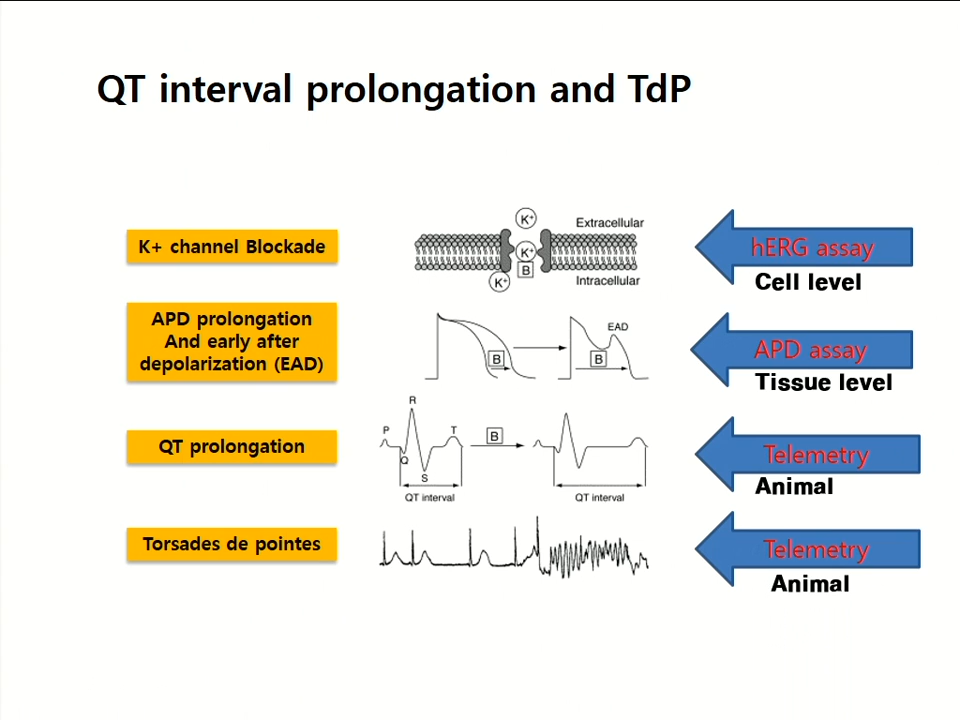 QT interval prolongation and TdP
K+ channel Blockade
K+
Extracellular
K+
B
K+
Intracellular
hERG assay
Cell level
APD prolongation
And early after
depolarization (EAD)
B
EAD
B
APD assay
Tissue level
QT prolongation
R
P
T
Q
S
QT interval
B
QT interval
Telemetry
Animal
Torsades de pointes
Telemetry
Animal